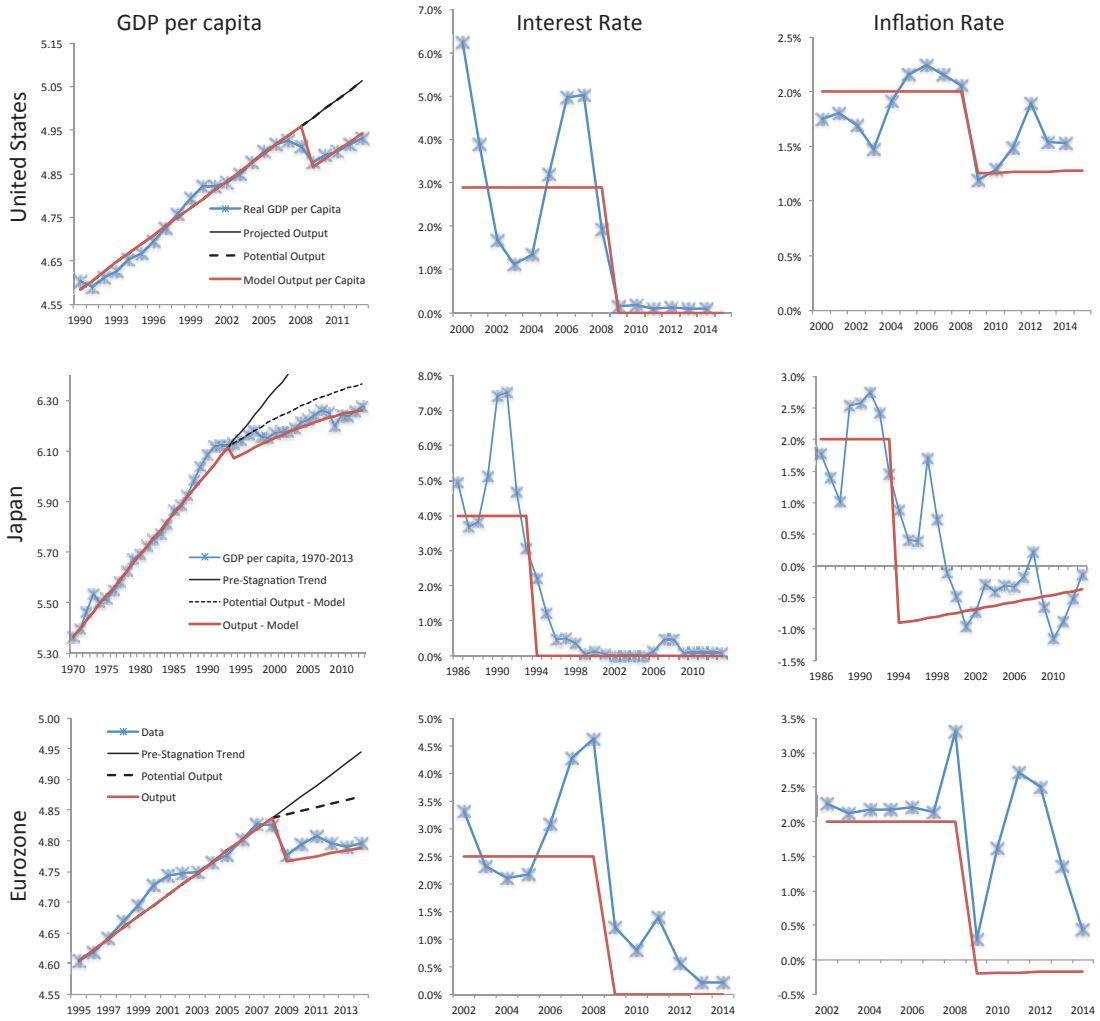 GDP per capita
Interest Rate
Inflation Rate
United States
5.15
5.05
4.95
4.85
4.75
4.65
4.55
Real GDP per Capita
Projected Output
Potential Output
Model Output per Capita
1990 1993 1996 1999 2002 2005 2008 2011
7.0%
6.0%
5.0%
4.0%
3.0%
2.0%
1.0%
0.0%
2000 2002 2004 2006 2008 2010 2012 2014
2.5%
2.0%
1.5%
1.0%
0.5%
0.0%
2000 2002 2004 2006 2008 2010 2012 2014
Japan
6.30
6.10
5.90
5.70
5.50
5.30
GDP per capita, 1970-2013
Pre-Stagnation Trend
Potential Output - Model
Output - Model
1970 1975 1980 1985 1990 1995 2000 2005 2010
8.0%
7.0%
6.0%
5.0%
4.0%
3.0%
2.0%
1.0%
0.0%
1986 1990 1994 1998 2002 2006 2010
3.0%
2.5%
2.0%
1.5%
1.0%
0.5%
0.0%
-0.5%
-1.0%
-1.5%
1986 1990 1994 1998 2002 2006 2010
Eurozone
5.00
4.95
4.90
4.85
4.80
4.75
4.70
4.65
4.60
4.55
Data
Pre-Stagnation Trend
Potential Output
Output
1995 1997 1999 2001 2003 2005 2007 2009 2011 2013
5.0%
4.5%
4.0%
3.5%
3.0%
2.5%
2.0%
1.5%
1.0%
0.5%
0.0%
2002 2004 2006 2008 2010 2012 2014
3.5%
3.0%
2.5%
2.0%
1.5%
1.0%
0.5%
0.0%
-0.5%
2002 2004 2006 2008 2010 2012 2014